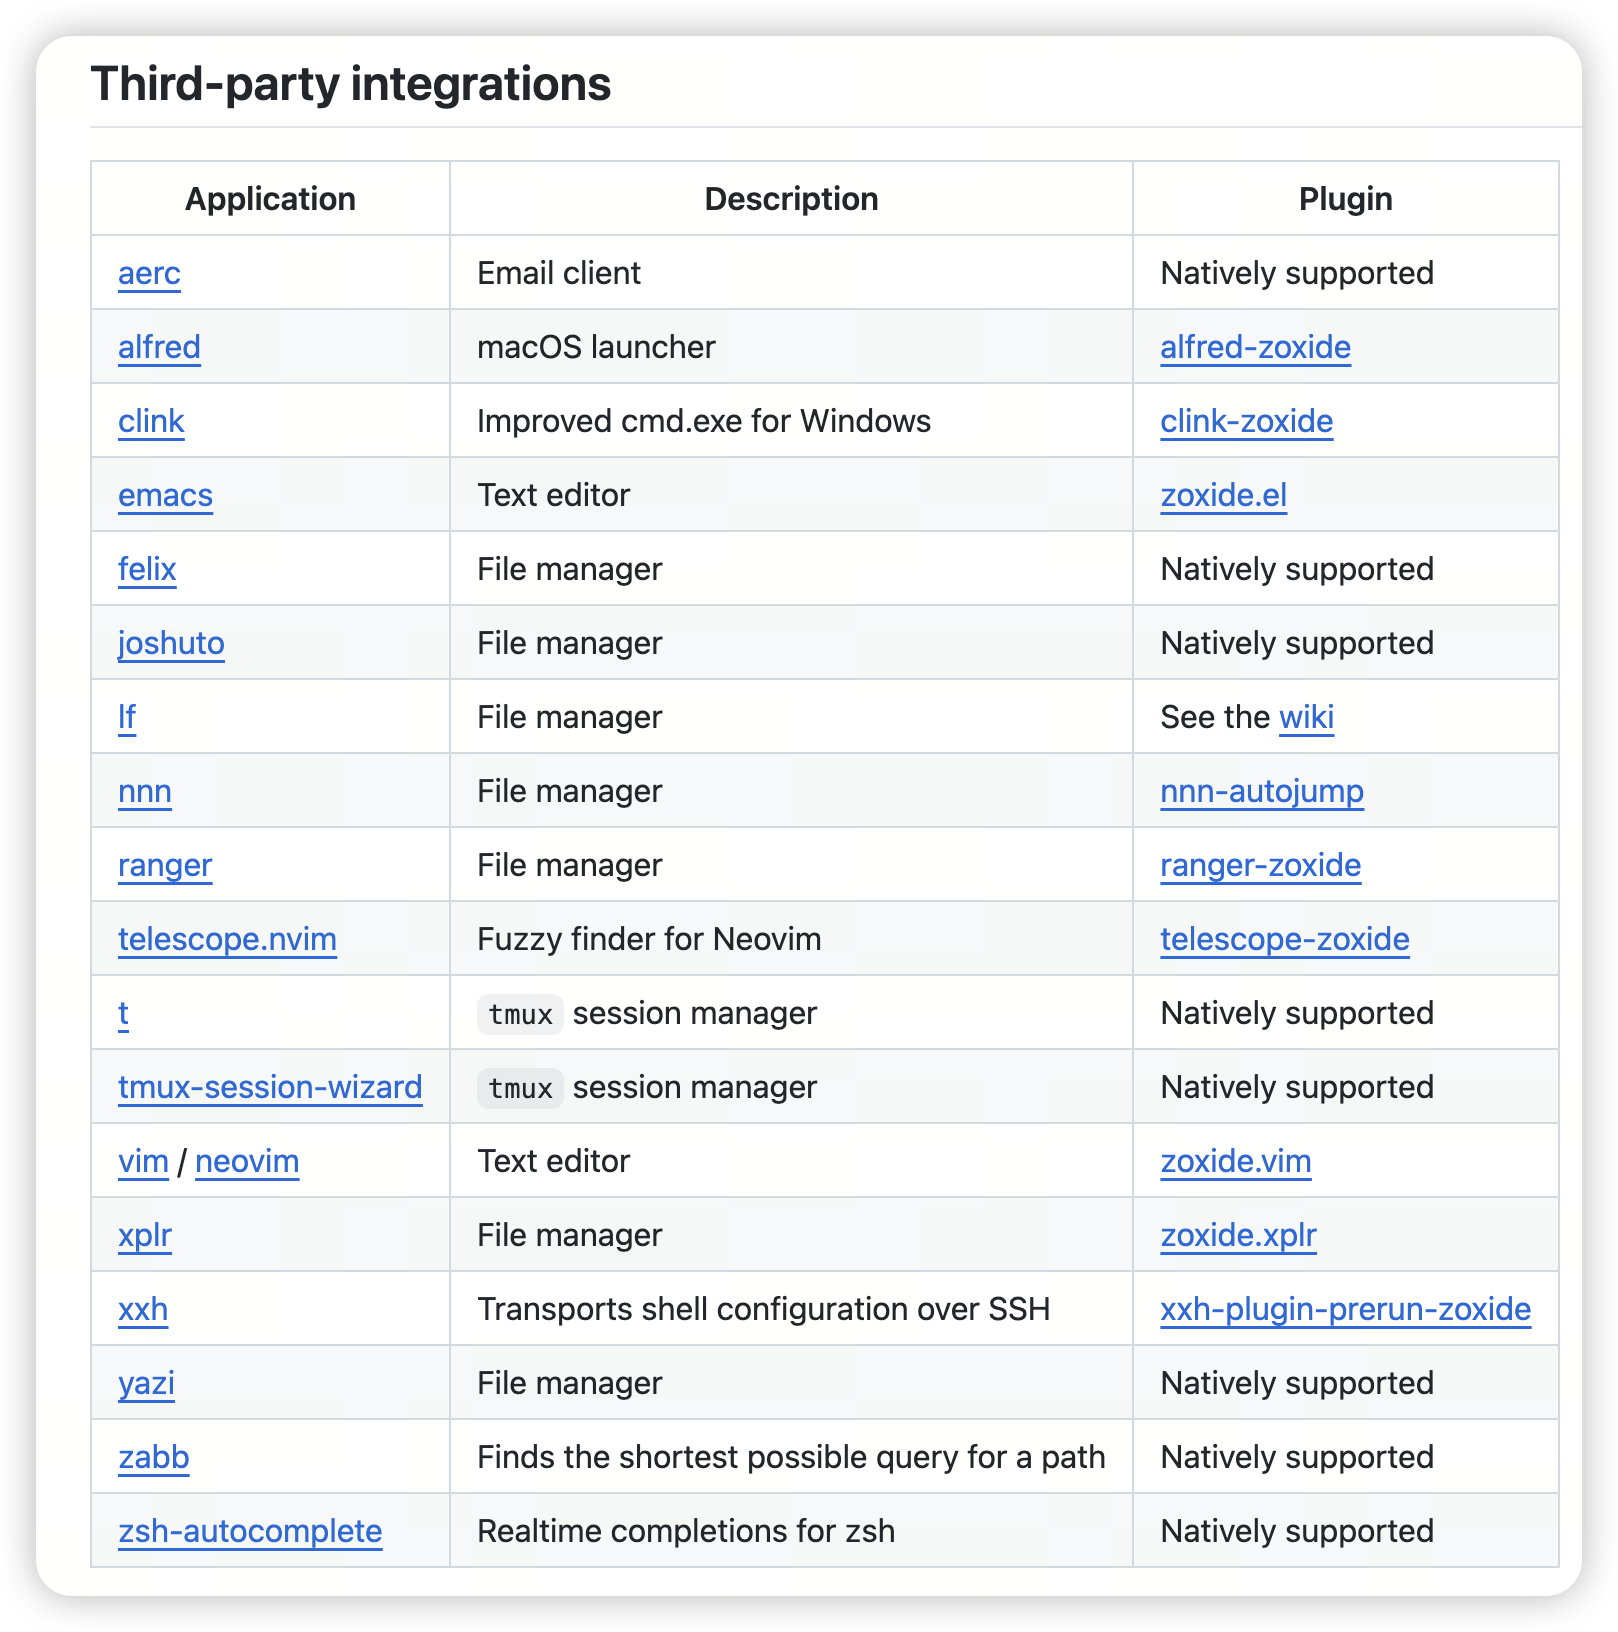 Third-party integrations
Application Description Plugin
aerc Email client Natively supported
alfred macOS launcher alfred-zoxide
clink Improved cmd.exe for Windows clink-zoxide
emacs Text editor zoxide.el
felix File manager Natively supported
joshuto File manager Natively supported
lf File manager See the wiki
nnn File manager nnn-autojump
ranger File manager ranger-zoxide
telescope.nvim Fuzzy finder for Neovim telescope-zoxide
t tmux session manager Natively supported
tmux-session-wizard tmux session manager Natively supported
vim / neovim Text editor zoxide.vim
xplr File manager zoxide.xplr
xxh Transports shell configuration over SSH xxh-plugin-prerun-zoxide
yazi File manager Natively supported
zabb Finds the shortest possible query for a path Natively supported
zsh-autocomplete Realtime completions for zsh Natively supported